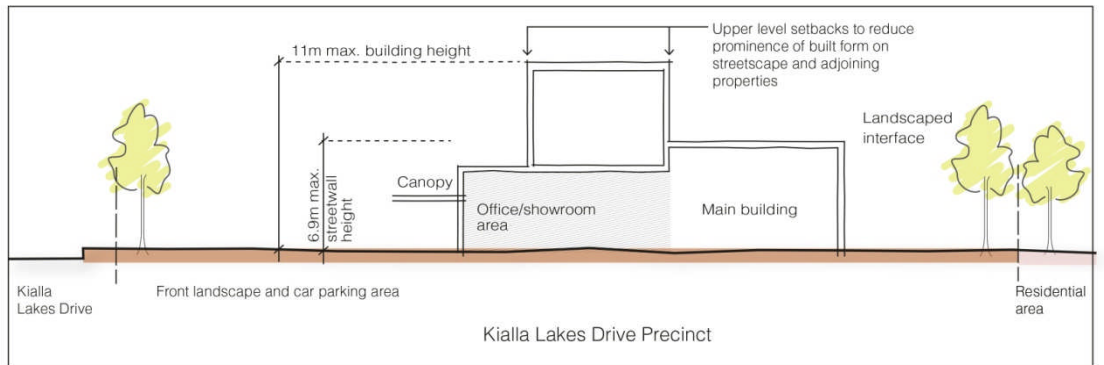 11m max. building height
Upper level setbacks to reduce
prominence of built form on
streetscape and adjoining
properties
Landscaped
interface
6.9m max.
streetwall
height
Canopy
Office/showroom
area
Main building
Kialla
Lakes Drive
Front landscape and car parking area
Residential
area
Kialla Lakes Drive Precinct